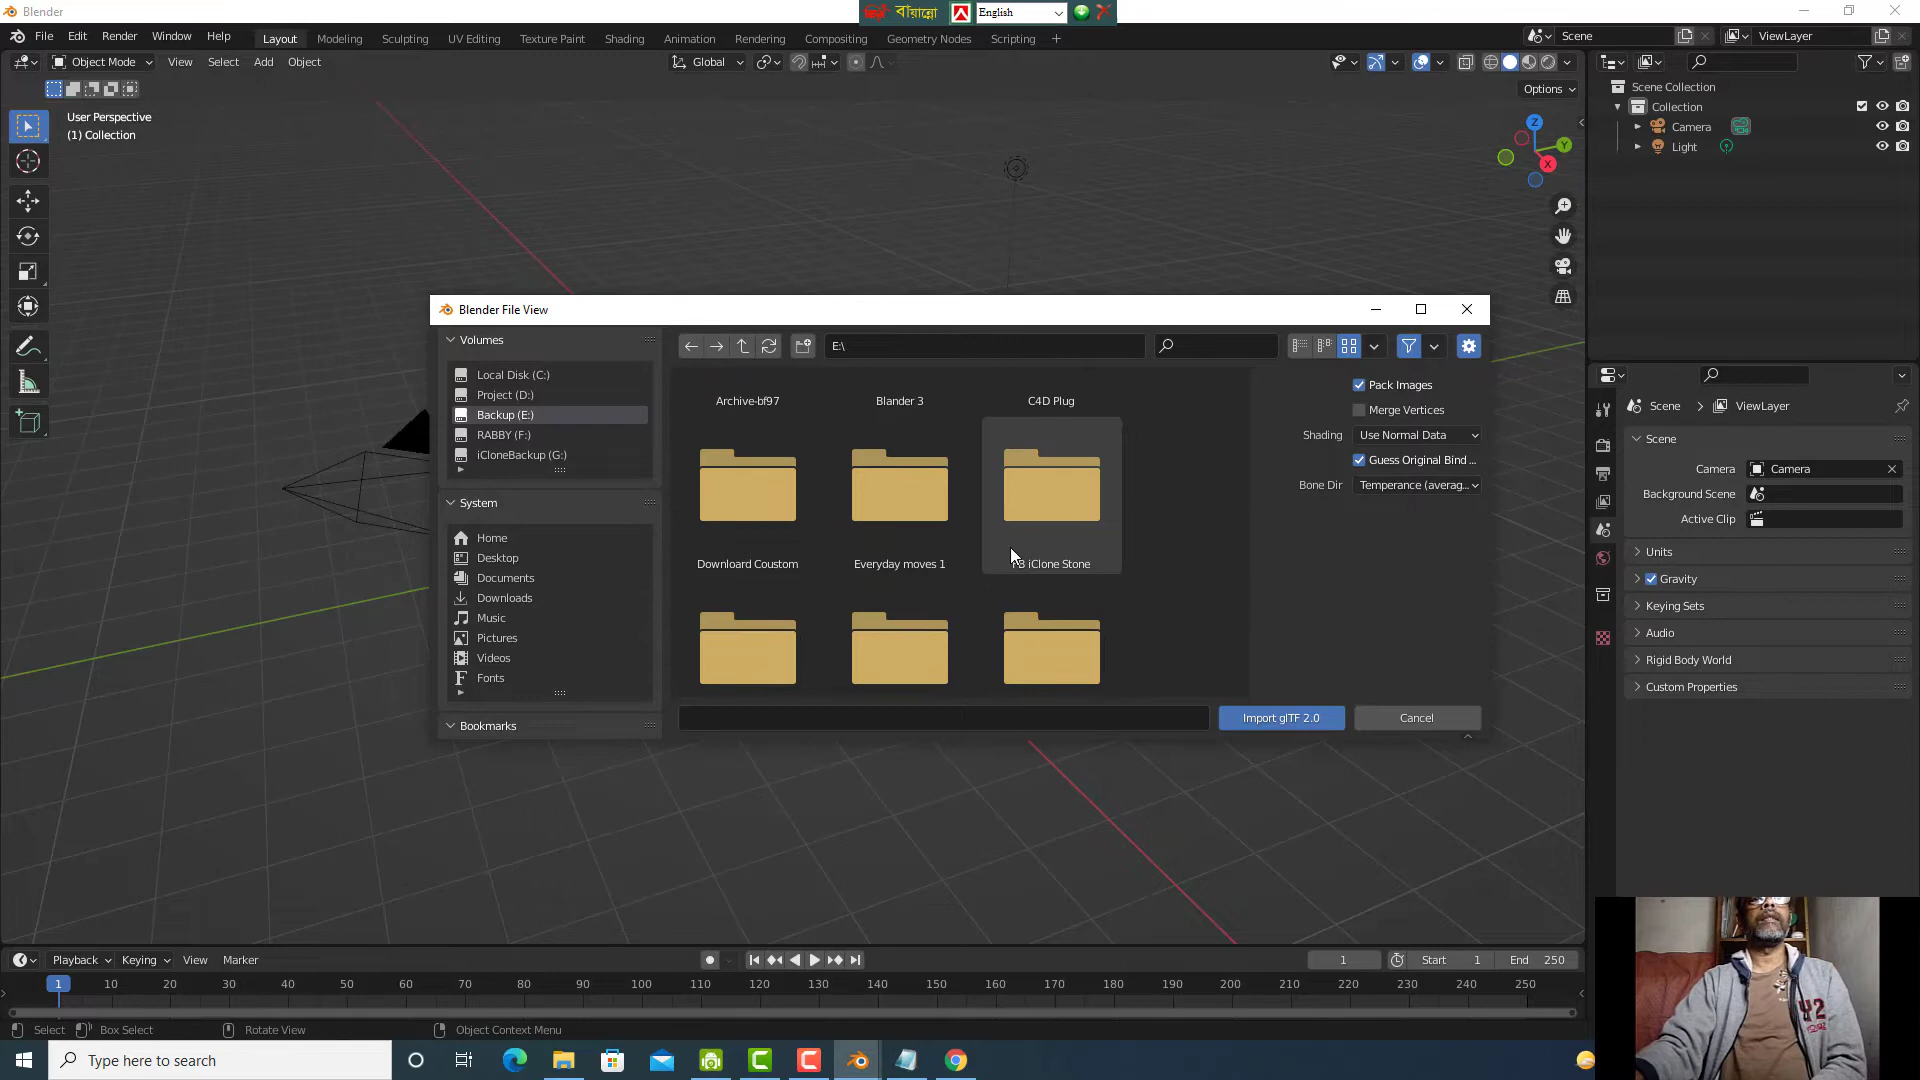 Blender
বাঁয়ান্নো
English
File Edit Render Window Help
Layout Modeling Sculpting UV Editing Texture Paint Shading Animation Rendering Compositing Geometry Nodes Scripting +
Scene
ViewLayer
Object Mode View Select Add Object
Global
Options
User Perspective
(1) Collection
Z
Y
X
Scene Collection
Collection
Camera
Light
Blender File View
Volumes
Local Disk (C:)
Project (D:)
Backup (E:)
RABBY (F:)
iCloneBackup (G:)
System
Home
Desktop
Documents
Downloads
Music
Pictures
Videos
Fonts
Bookmarks
E:\
Archive-bf97 Blander 3 C4D Plug
Downloard Coustom Everyday moves 1 iClone Stone
Pack Images
Merge Vertices
Shading Use Normal Data
Guess Original Bind ...
Bone Dir Temperance (averag...
Import glTF 2.0 Cancel
Scene > ViewLayer
Scene
Camera Camera
Background Scene
Active Clip
Units
Gravity
Keying Sets
Audio
Rigid Body World
Custom Properties
Playback Keying View Marker
1 Start 1 End 250
1 10 20 30 40 50 60 70 80 90 100 110 120 130 140 150 160 170 180 190 200 210 220 230 240 250
Select Box Select Rotate View Object Context Menu
Type here to search
Y2